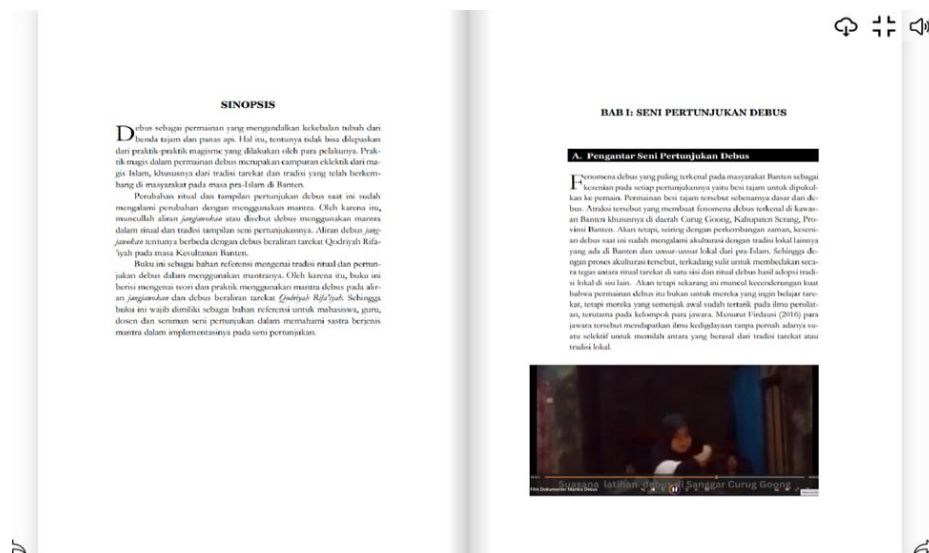 SINOPSIS
Debus sebagai permainan yang mengandalkan kekebalan tubuh dari
benda tajam dan panas api. Hal itu, tentunya tidak bisa dilepaskan
dari praktik-praktik magisme yang dilakukan oleh para pelakunya. Prak-
tik magis dalam permainan debus merupakan campuran eklektik dari ma-
gis Islam, khususnya dari tradisi tarekat dan tradisi yang telah berkem-
bang di masyarakat pada masa pra-Islam di Banten.
Perubahan ritual dan tampilan pertunjukan debus saat ini sudah
mengalami perubahan dengan menggunakan mantra. Oleh karena itu,
muncullah aliran jangjawokan atau disebut debus menggunakan mantra
dalam ritual dan tradisi tampilan seni pertunjukannya. Aliran debus jang-
jawokan tentunya berbeda dengan debus beraliran tarekat Qodriyah Rifa-
'iyah pada masa Kesultanan Banten.
Buku ini sebagai bahan referensi mengenai tradisi ritual dan pertun-
jukan debus dalam menggunakan mantranya. Oleh karena itu, buku ini
berisi mengenai teori dan praktik menggunakan mantra debus pada alir-
an jangjawokan dan debus beraliran tarekat Qodriyah Rifa'iyah. Sehingga
buku ini wajib dimiliki sebagai bahan referensi untuk mahasiswa, guru,
dosen dan seniman seni pertunjukan dalam memahami sastra berjenis
mantra dalam implementasinya pada seni pertunjukan.
BAB I: SENI PERTUNJUKAN DEBUS
A. Pengantar Seni Pertunjukan Debus
Fenomena debus yang paling terkenal pada masyarakat Banten sebagai
kesenian pada setiap pertunjukannya yaitu besi tajam untuk dipukul-
kan ke pemain. Permainan besi tajam tersebut sebenarnya dasar dari de-
bus. Atraksi tersebut yang membuat fenomena debus terkenal di kawas-
an Banten khususnya di daerah Curug Goong, Kabupaten Serang, Pro-
vinsi Banten. Akan tetapi, seiring dengan perkembangan zaman, keseni-
an debus saat ini sudah mengalami akulturasi dengan tradisi lokal lainnya
yang ada di Banten dan unsur-unsur lokal dari pra-Islam. Sehingga de-
ngan proses akulturasi tersebut, terkadang sulit untuk membedakan seca-
ra tegas antara ritual tarekat di satu sisi dan ritual debus hasil adopsi tradi-
si lokal di sisi lain. Akan tetapi sekarang ini muncul kecenderungan kuat
bahwa permainan debus itu bukan untuk mereka yang ingin belajar tare-
kat, tetapi mereka yang semenjak awal sudah tertarik pada ilmu persilat-
an, terutama pada kelompok para jawara. Menurut Firdausi (2016) para
jawara tersebut mendapatkan ilmu kedigdayaan tanpa pernah adanya su-
atu selektif untuk memilah antara yang berasal dari tradisi tarekat atau
tradisi lokal.
Suasana latihan debus di Sanggar Curug Goong
Film Dokumenter Mantra Debus